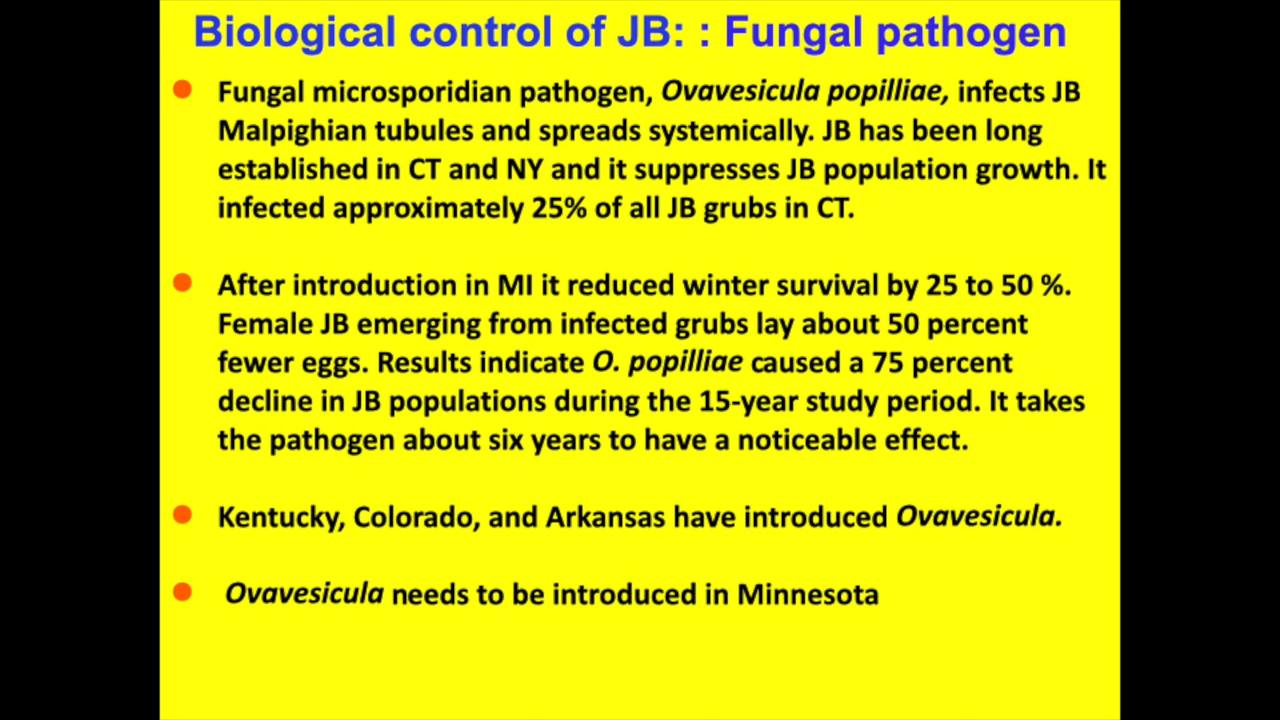 Biological control of JB: : Fungal pathogen
Fungal microsporidian pathogen, Ovavesicula popilliae, infects JB
Malpighian tubules and spreads systemically. JB has been long
established in CT and NY and it suppresses JB population growth. It
infected approximately 25% of all JB grubs in CT.
After introduction in MI it reduced winter survival by 25 to 50 %.
Female JB emerging from infected grubs lay about 50 percent
fewer eggs. Results indicate O. popilliae caused a 75 percent
decline in JB populations during the 15-year study period. It takes
the pathogen about six years to have a noticeable effect.
Kentucky, Colorado, and Arkansas have introduced Ovavesicula.
Ovavesicula needs to be introduced in Minnesota